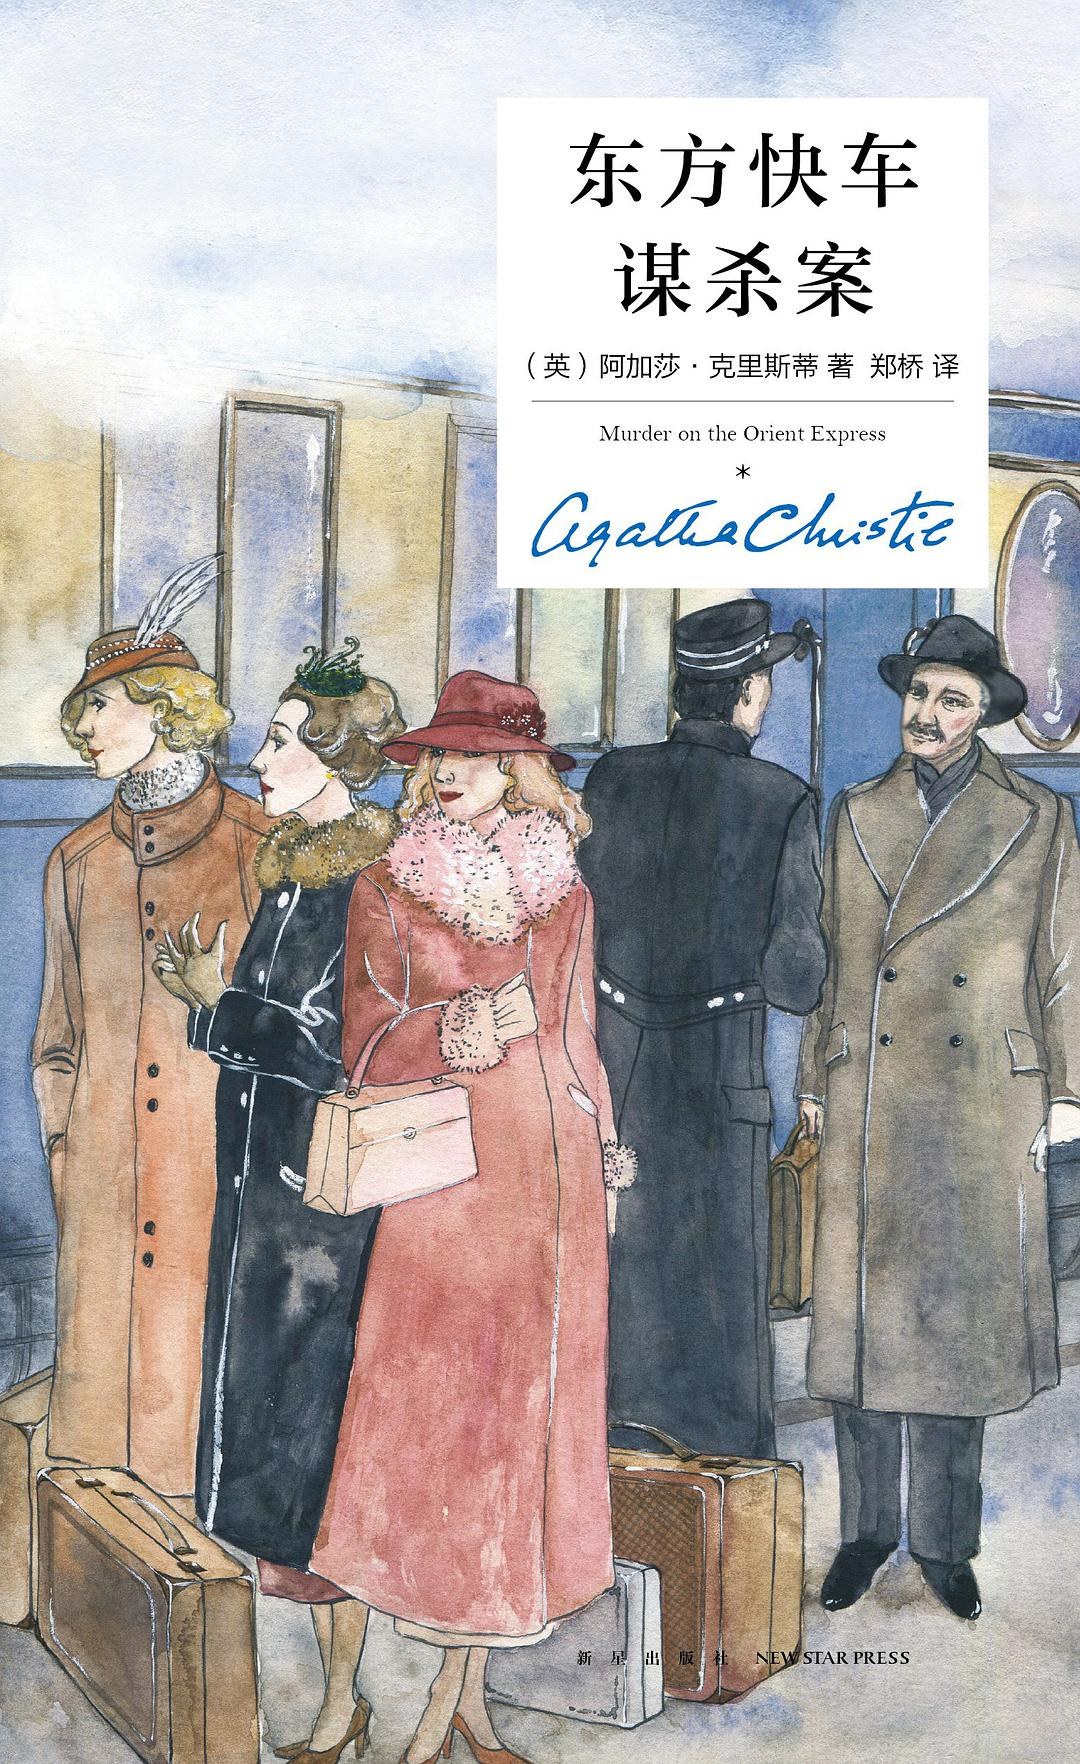 东方快车
谋杀案
（英）阿加莎·克里斯蒂 著 郑桥 译
Murder on the Orient Express
*
Agatha Christie
新星出版社 NEW STAR PRESS